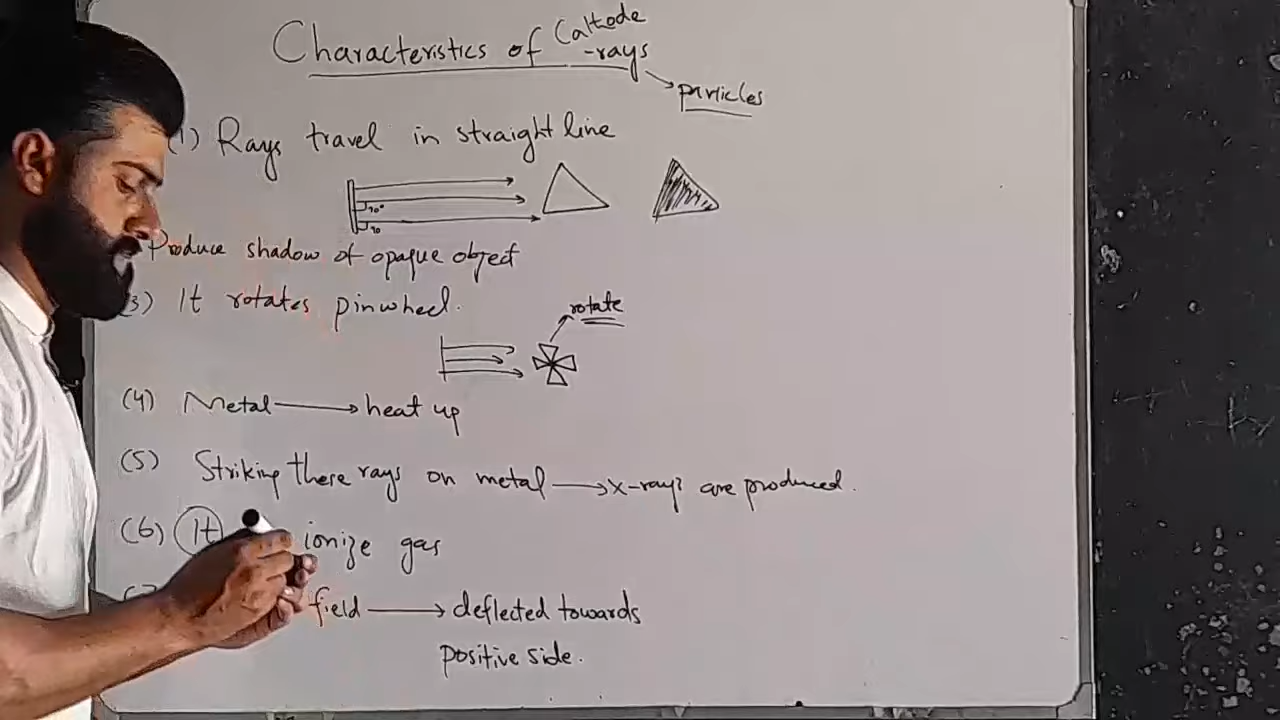 Characteristics of Cathode
-rays
particles
1) Rays travel in straight line
90°
90
Produce shadow of opaque object
3) It rotates pinwheel.
rotate
(4) Metal → heat up
(5) Striking these rays on metal → X-rays are produced.
(6) It ionize gas
field → deflected towards
positive side.